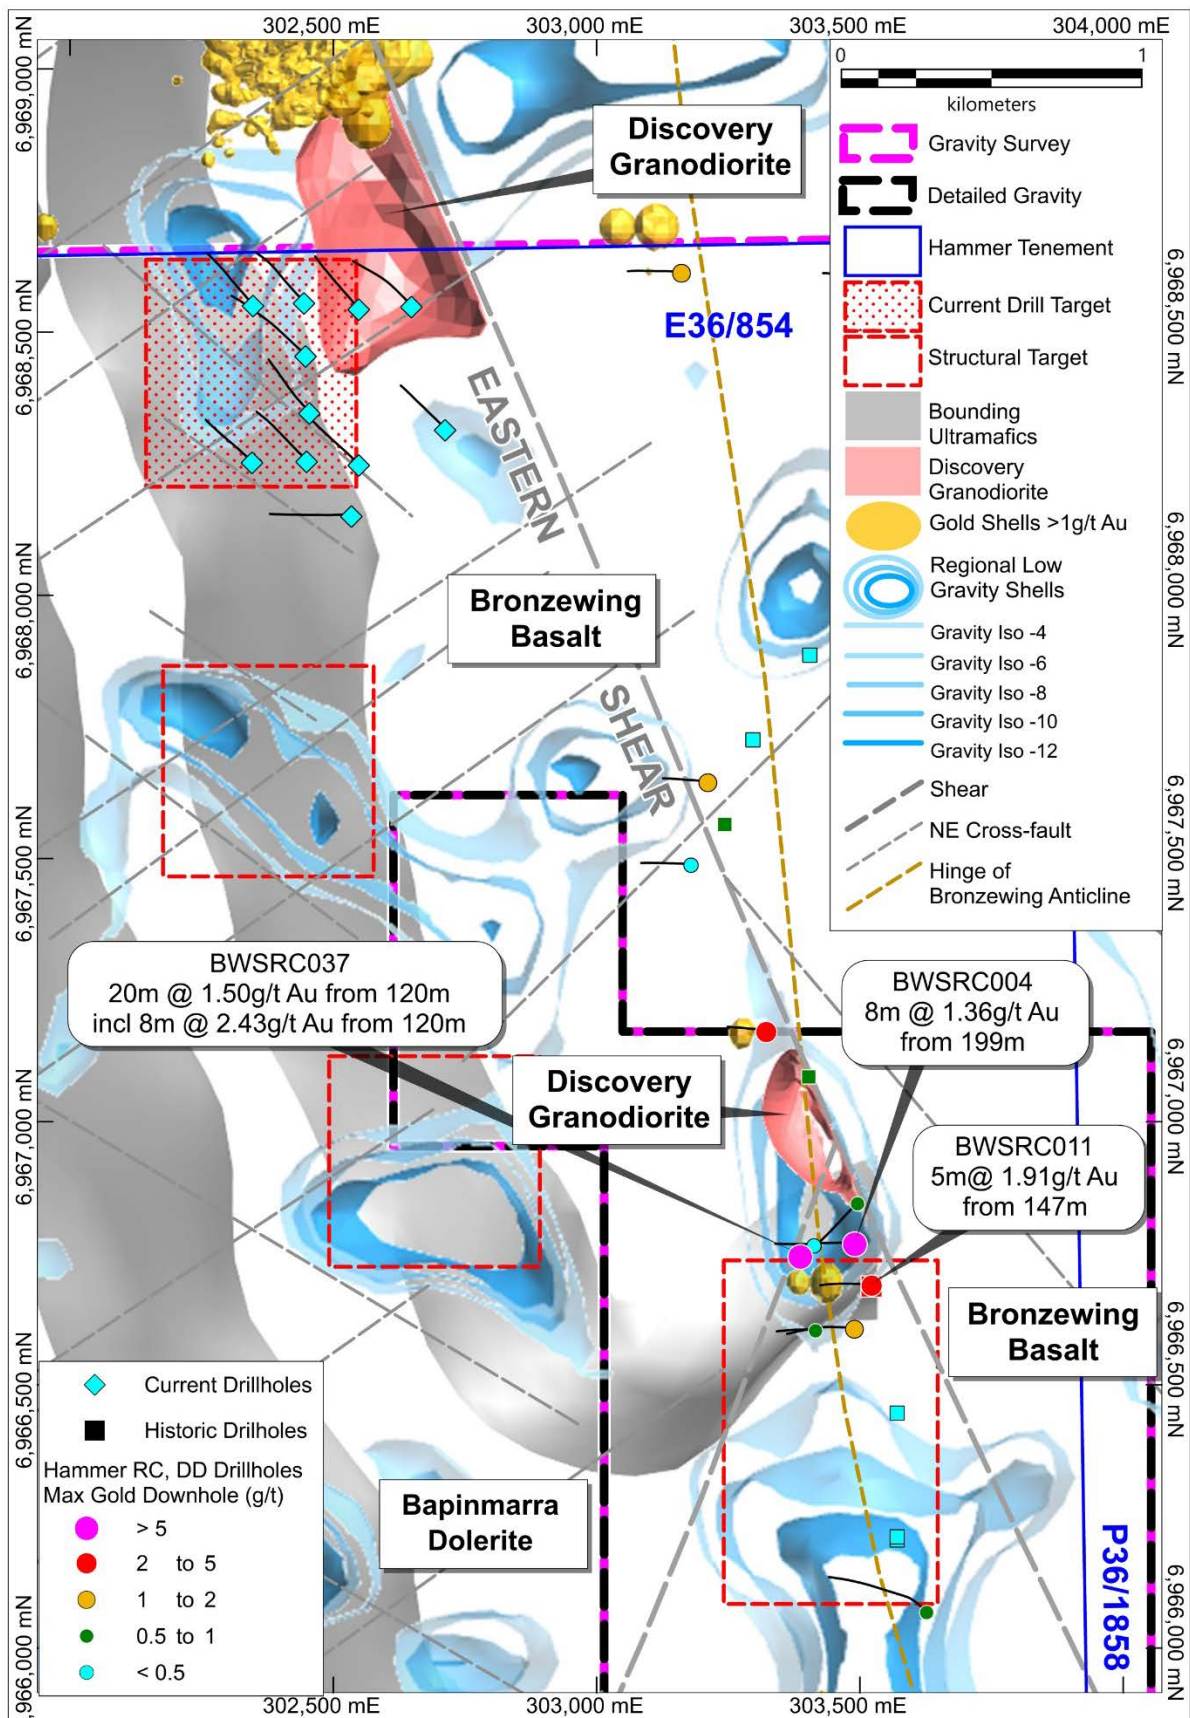 302,500 mE
303,000 mE
303,500 mE
304,000 mE
6,969,000 mN
6,968,500 mN
6,968,000 mN
6,967,500 mN
6,967,000 mN
6,966,500 mN
6,966,000 mN
0
1
kilometers
Gravity Survey
Detailed Gravity
Hammer Tenement
Current Drill Target
Structural Target
Bounding
Ultramafics
Discovery
Granodiorite
Gold Shells >1g/t Au
Regional Low
Gravity Shells
Gravity Iso -4
Gravity Iso -6
Gravity Iso -8
Gravity Iso -10
Gravity Iso -12
Shear
NE Cross-fault
Hinge of
Bronzewing Anticline
Discovery
Granodiorite
E36/854
EASTERN
SHEAR
Bronzewing
Basalt
BWSRC037
20m @ 1.50g/t Au from 120m
incl 8m @ 2.43g/t Au from 120m
BWSRC004
8m @ 1.36g/t Au
from 199m
Discovery
Granodiorite
BWSRC011
5m@ 1.91g/t Au
from 147m
Bronzewing
Basalt
Bapinmarra
Dolerite
P36/1858
Current Drillholes
Historic Drilholes
Hammer RC, DD Drillholes
Max Gold Downhole (g/t)
> 5
2 to 5
1 to 2
0.5 to 1
< 0.5
6,968,500 mN
6,968,000 mN
6,967,500 mN
6,967,000 mN
6,966,500 mN
6,966,000 mN
302,500 mE
303,000 mE
303,500 mE
304,000 mE